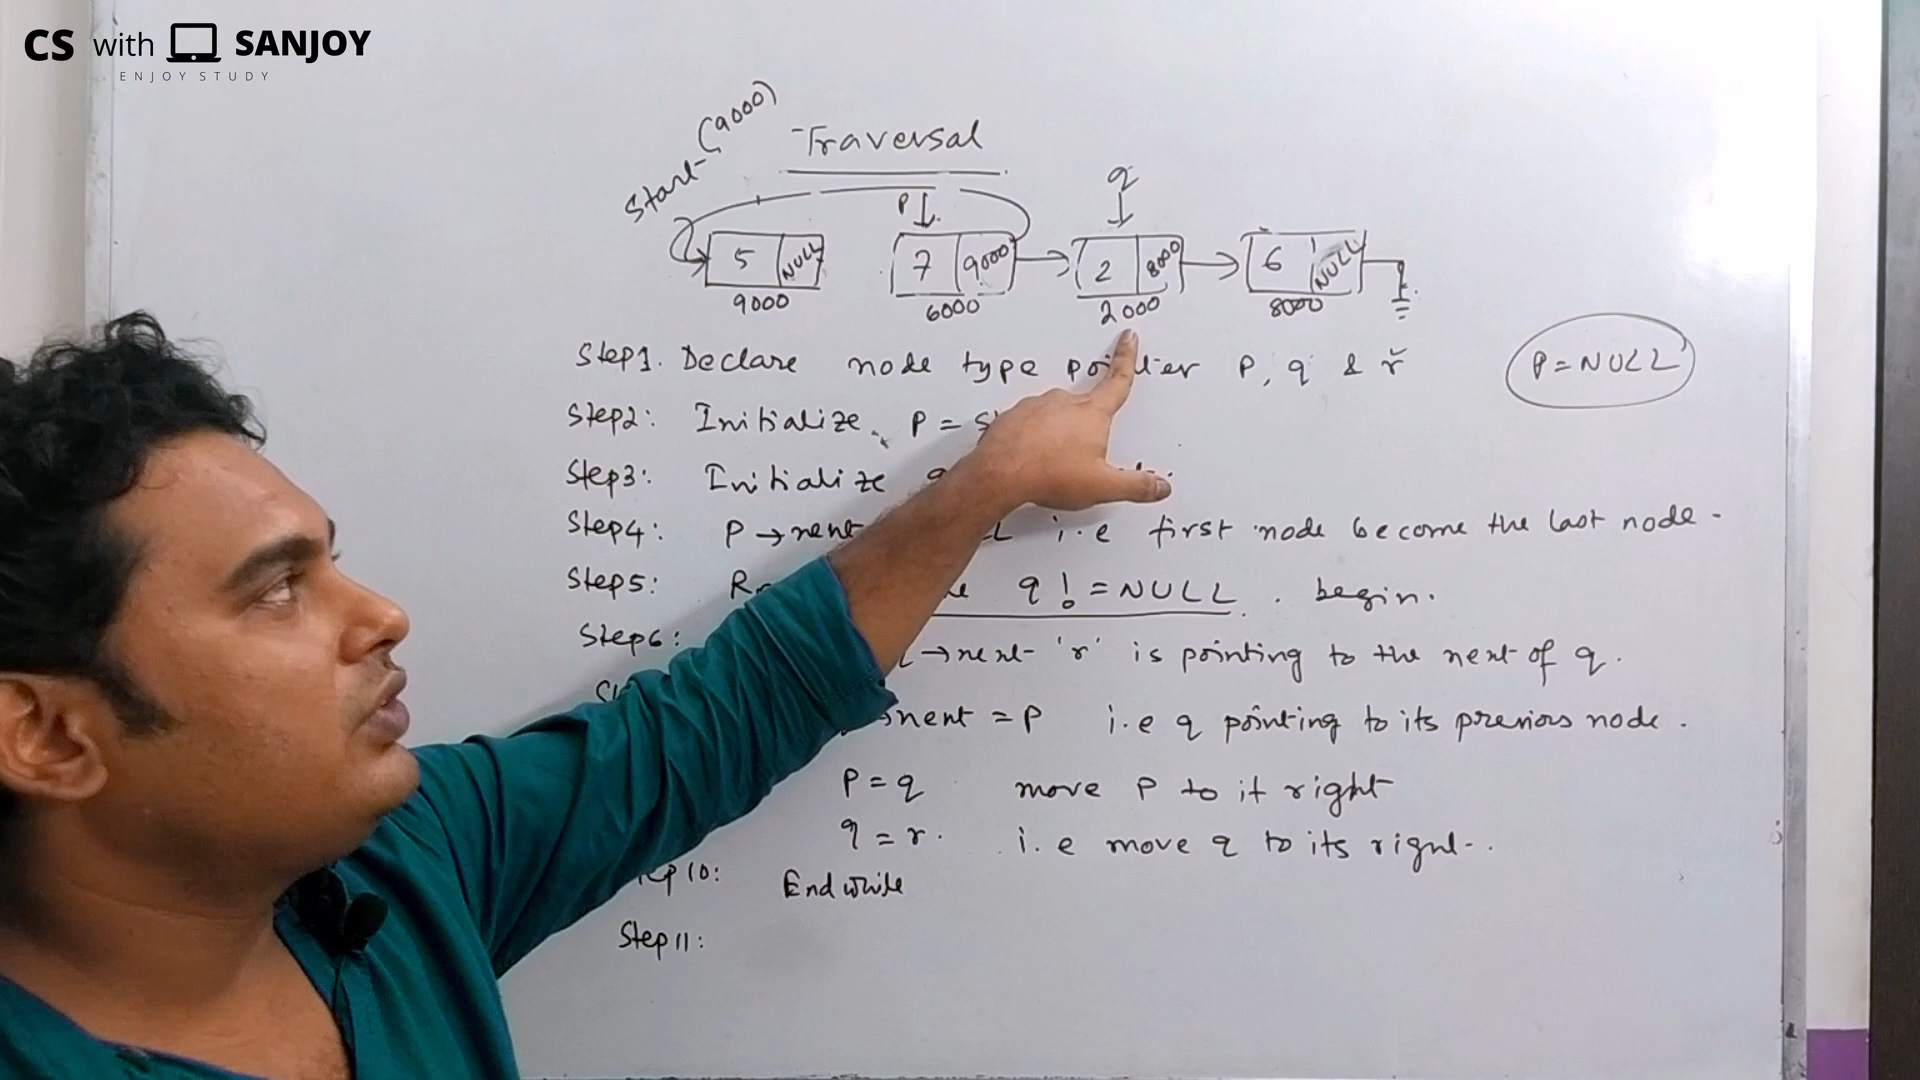 CS with SANJOY
ENJOY STUDY
Start (9000)
Traversal
P q
5 NULL 7 9000 2 8000 6 NULL
9000 6000 2000 8000
Step1. Declare node type pointer P, q & r
P = NULL
Step2: Initialize P =
Step3: Initialize
Step4: P → next i.e first node become the last node.
Step5: q != NULL . begin.
Step6: → next 'r' is pointing to the next of q.
next = P i.e q pointing to its previous node.
P = q move P to it right
q = r. i.e move q to its right.
10: End while
Step 11: